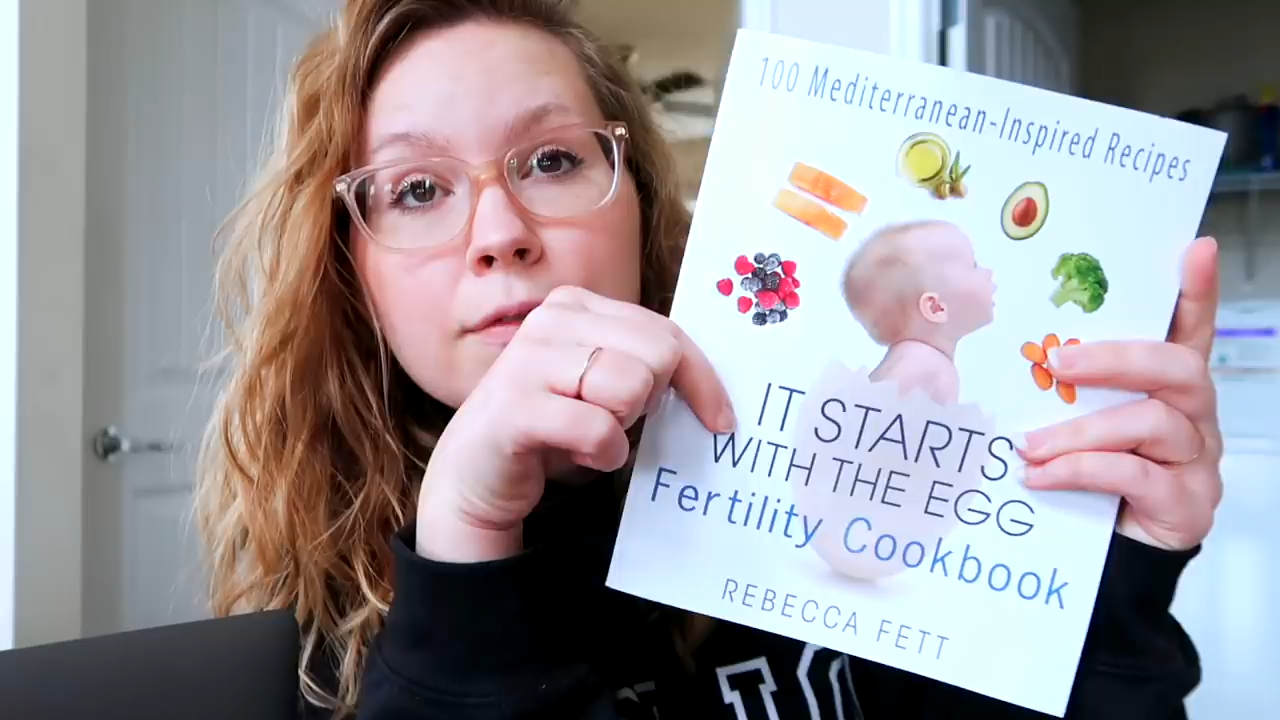 100 Mediterranean-Inspired Recipes
IT STARTS
WITH THE EGG
Fertility Cookbook
REBECCA FETT